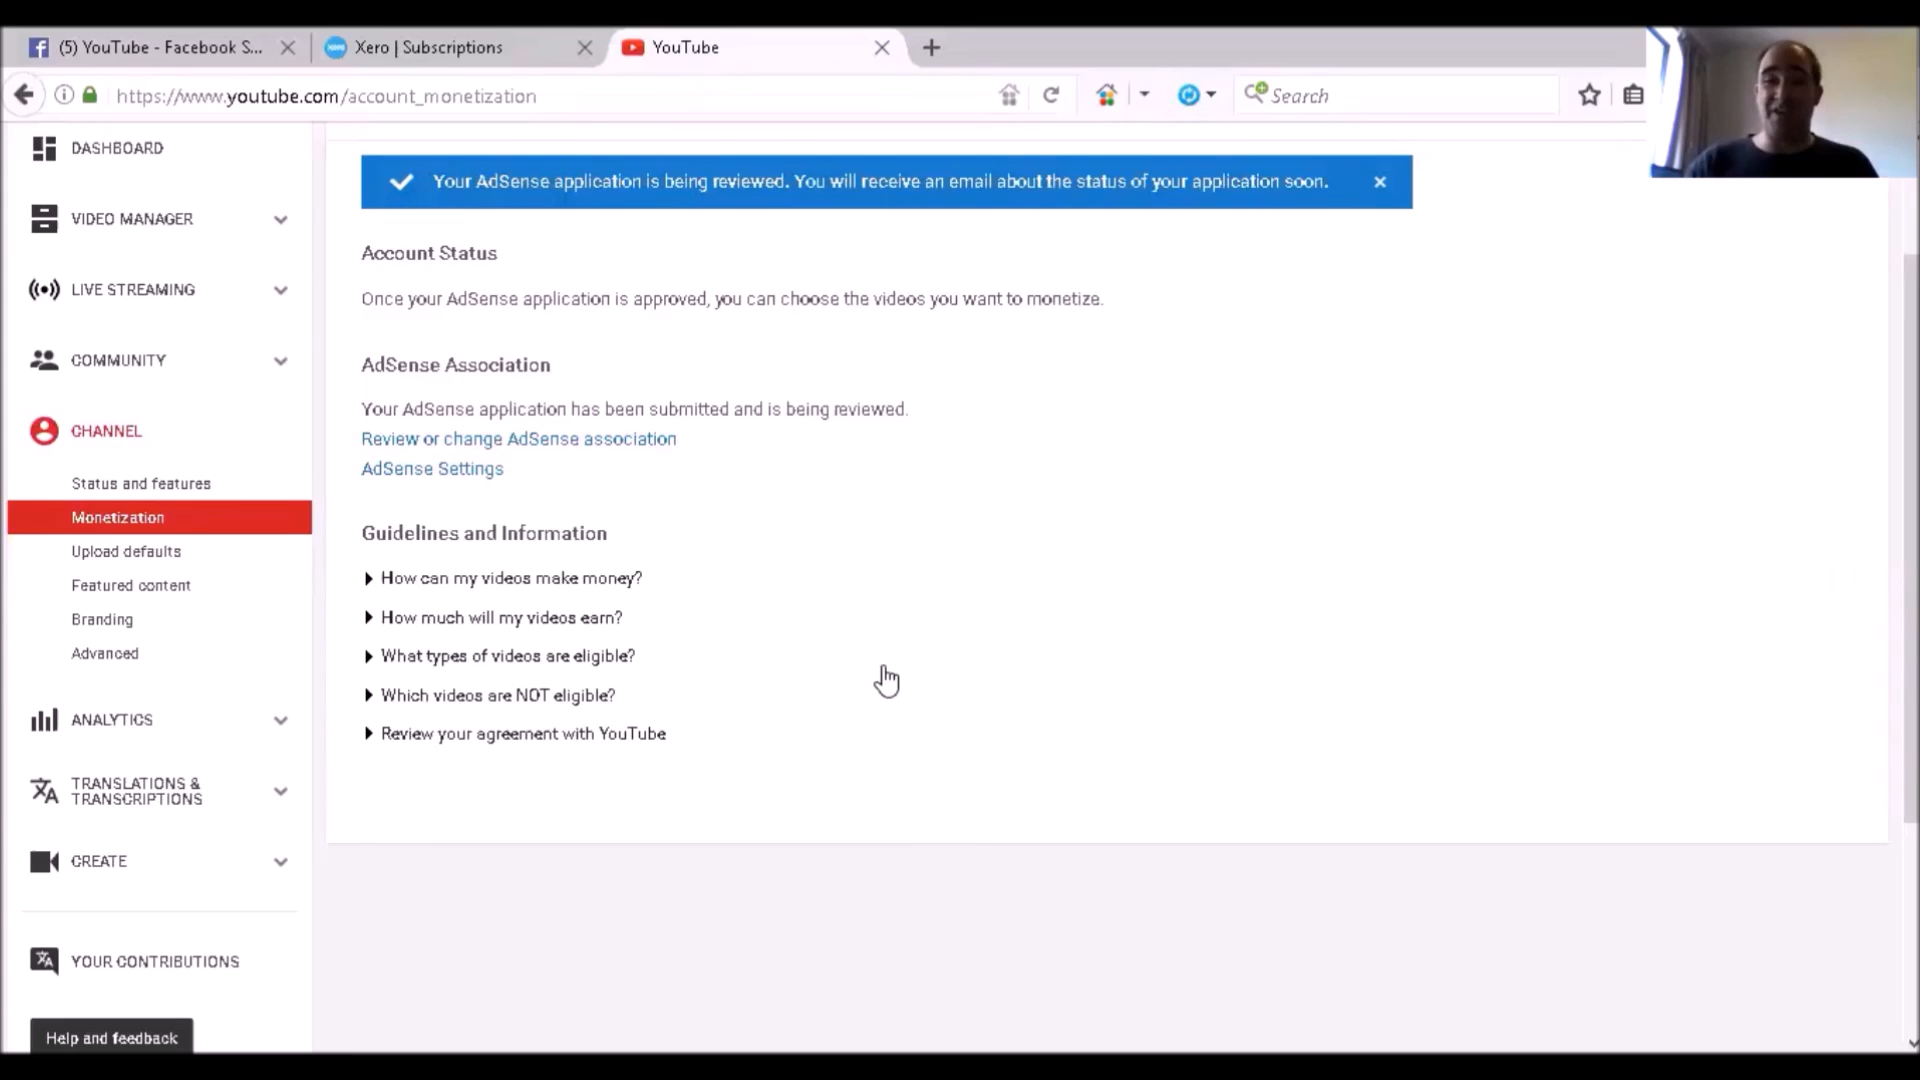 (5) YouTube - Facebook S...
Xero | Subscriptions
YouTube
https://www.youtube.com/account_monetization
Search
DASHBOARD
VIDEO MANAGER
LIVE STREAMING
COMMUNITY
CHANNEL
Status and features
Monetization
Upload defaults
Featured content
Branding
Advanced
ANALYTICS
TRANSLATIONS &
TRANSCRIPTIONS
CREATE
YOUR CONTRIBUTIONS
Help and feedback
Your AdSense application is being reviewed. You will receive an email about the status of your application soon.
Account Status
Once your AdSense application is approved, you can choose the videos you want to monetize.
AdSense Association
Your AdSense application has been submitted and is being reviewed.
Review or change AdSense association
AdSense Settings
Guidelines and Information
How can my videos make money?
How much will my videos earn?
What types of videos are eligible?
Which videos are NOT eligible?
Review your agreement with YouTube